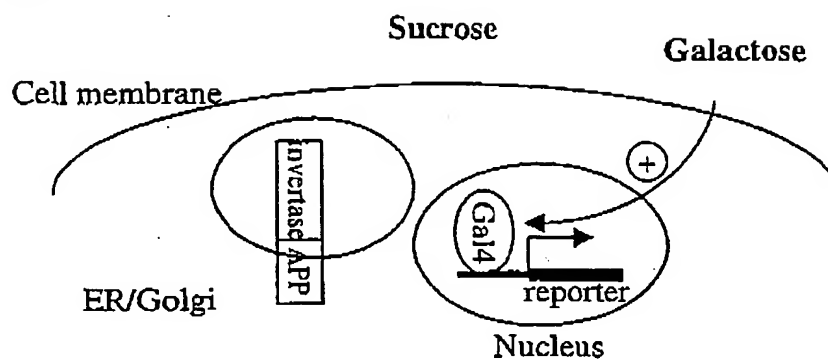 Sucrose
Galactose
Cell membrane
+
invertase
APP
Gal4
ER/Golgi
reporter
Nucleus